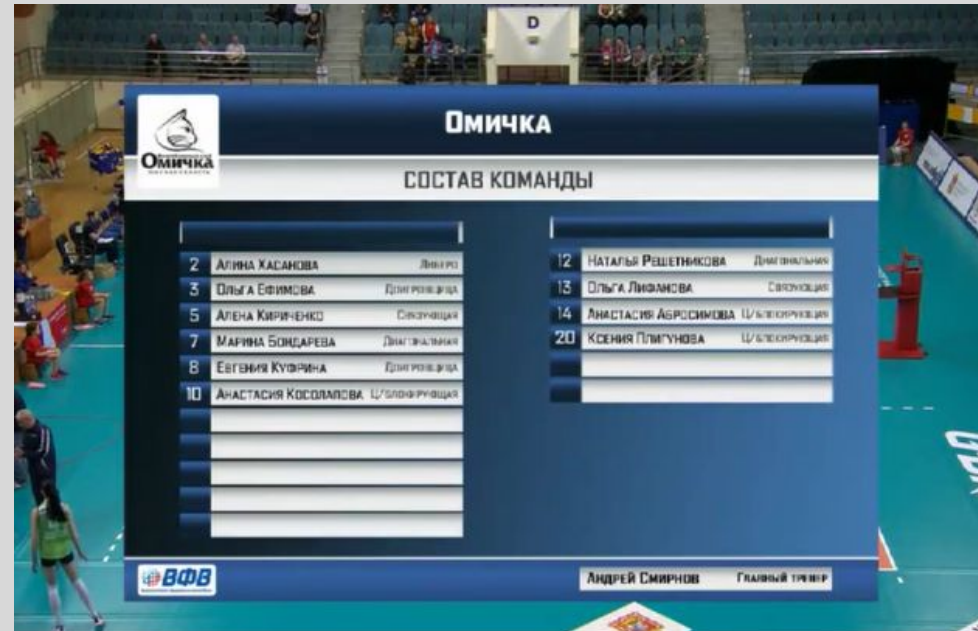 D
Омичка
Омичка
СОСТАВ КОМАНДЫ
2 Алина Хасанова Либеро
3 Ольга Ефимова Доигровщица
5 Алена Кириченко Связующая
7 Марина Бондарева Диагональная
8 Евгения Куфрина Доигровщица
10 Анастасия Косолапова Ц/блокирующая
12 Наталья Решетникова Диагональная
13 Ольга Лифанова Связующая
14 Анастасия Абросимова Ц/блокирующая
20 Ксения Плигунова Ц/блокирующая
ВФВ
Андрей Смирнов Главный тренер